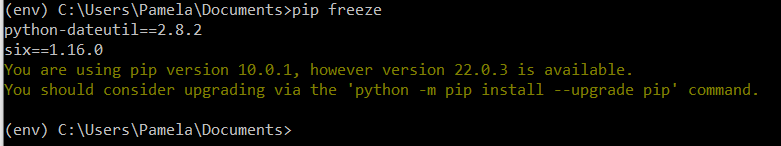 (env) C:\Users\Pamela\Documents>pip freeze
python-dateutil==2.8.2
six==1.16.0
You are using pip version 10.0.1, however version 22.0.3 is available.
You should consider upgrading via the 'python -m pip install --upgrade pip' command.
(env) C:\Users\Pamela\Documents>